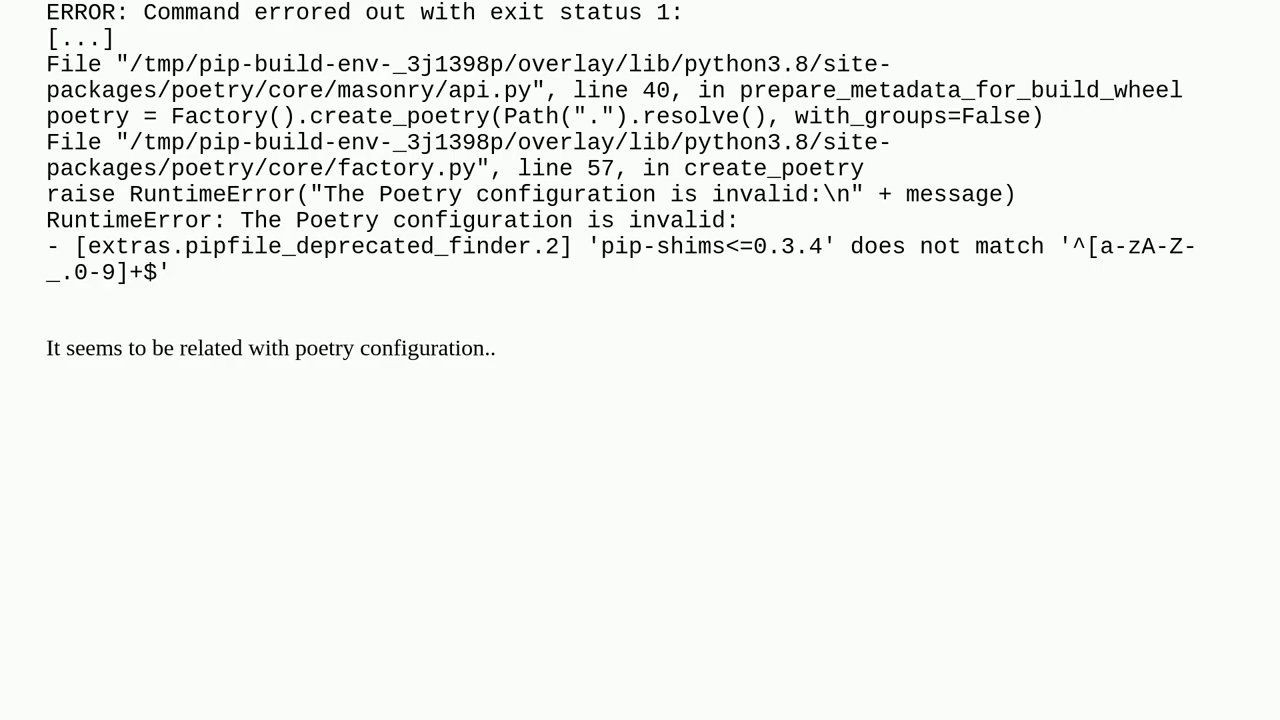 ERROR: Command errored out with exit status 1:
[...]
File "/tmp/pip-build-env-_3j1398p/overlay/lib/python3.8/site-
packages/poetry/core/masonry/api.py", line 40, in prepare_metadata_for_build_wheel
poetry = Factory().create_poetry(Path(".").resolve(), with_groups=False)
File "/tmp/pip-build-env-_3j1398p/overlay/lib/python3.8/site-
packages/poetry/core/factory.py", line 57, in create_poetry
raise RuntimeError("The Poetry configuration is invalid:\n" + message)
RuntimeError: The Poetry configuration is invalid:
- [extras.pipfile_deprecated_finder.2] 'pip-shims<=0.3.4' does not match '^[a-zA-Z-
_.0-9]+$'
It seems to be related with poetry configuration..